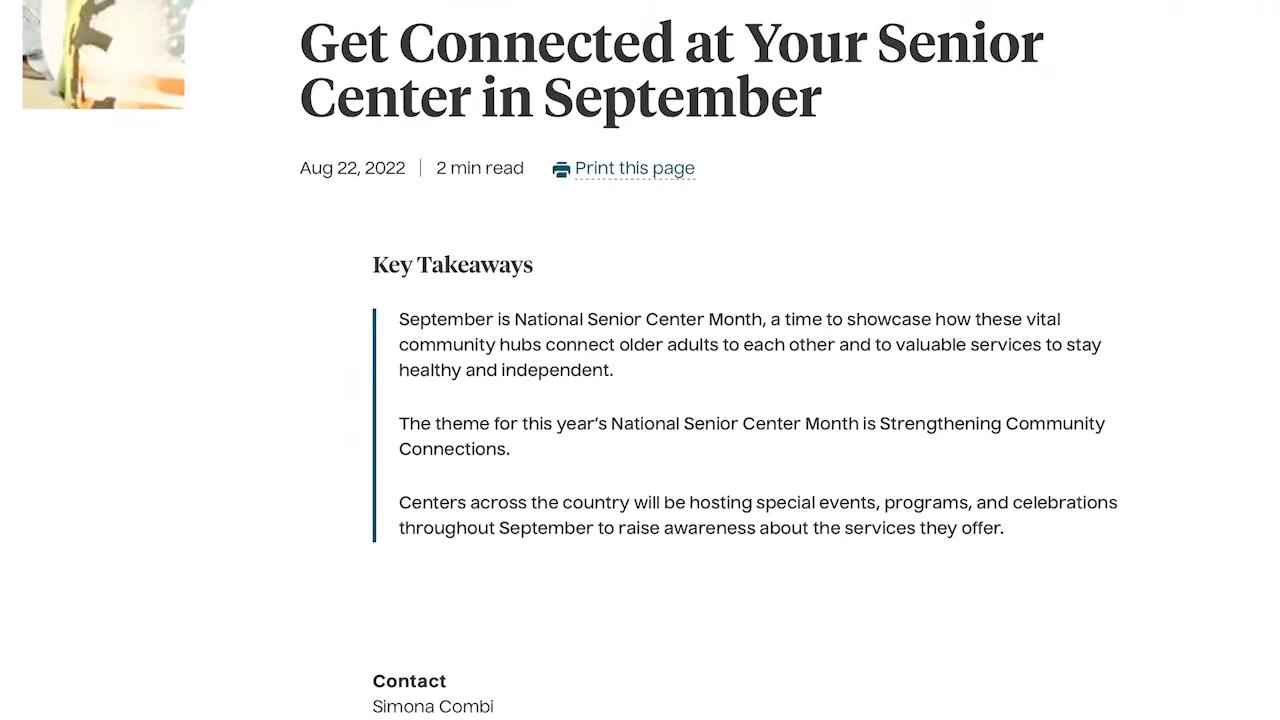 Get Connected at Your Senior
Center in September
Aug 22, 2022 | 2 min read Print this page
Key Takeaways
September is National Senior Center Month, a time to showcase how these vital
community hubs connect older adults to each other and to valuable services to stay
healthy and independent.
The theme for this year’s National Senior Center Month is Strengthening Community
Connections.
Centers across the country will be hosting special events, programs, and celebrations
throughout September to raise awareness about the services they offer.
Contact
Simona Combi